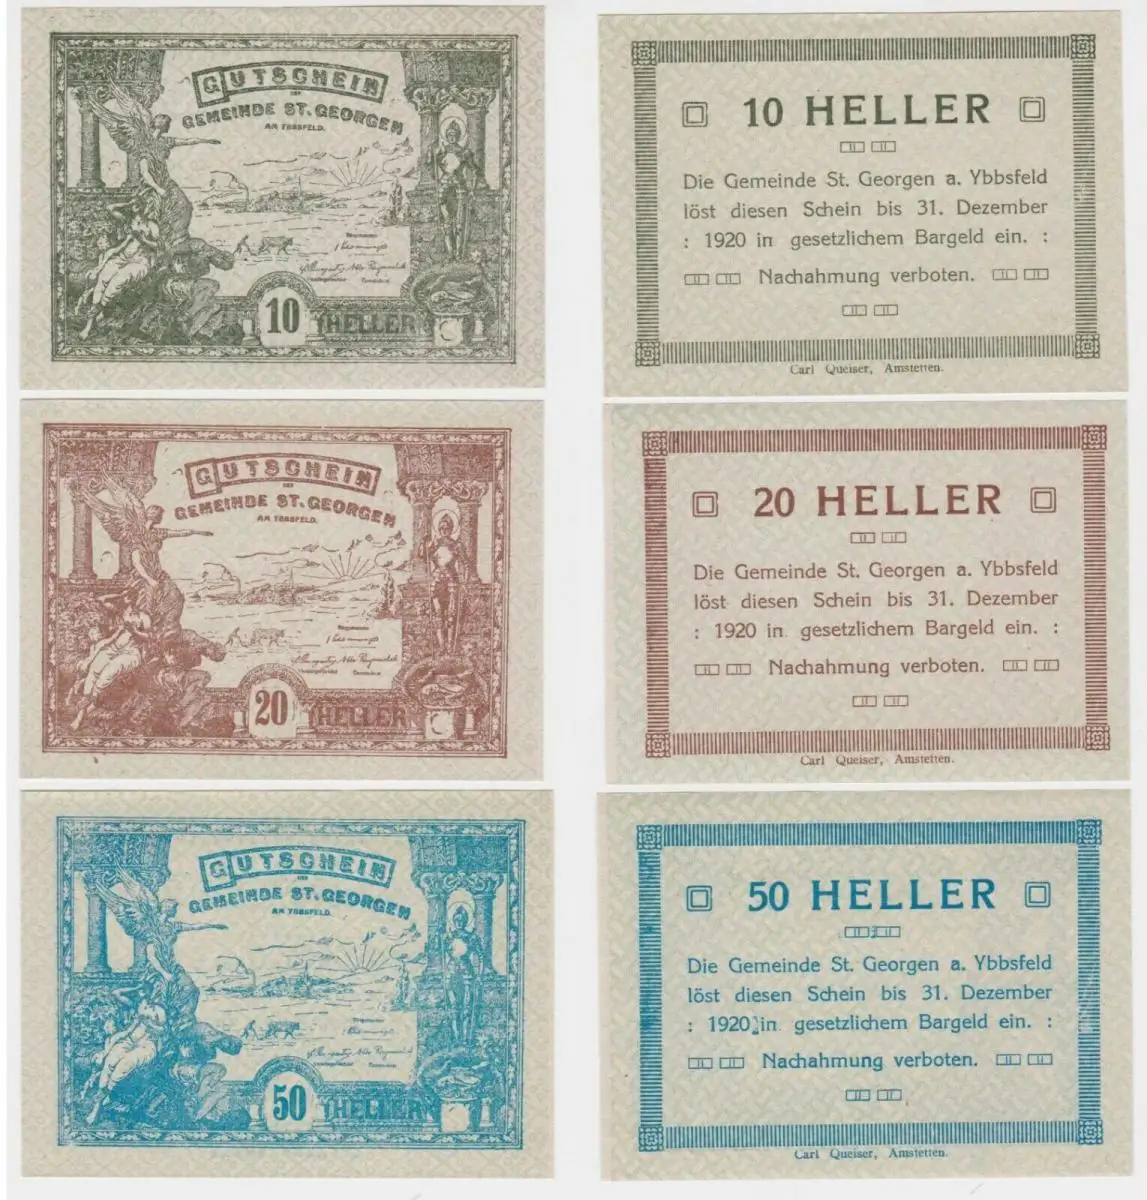 GUTSCHEIN
DER
GEMEINDE ST. GEORGEN
AM YBBSFELD.
10 HELLER
10 HELLER
Die Gemeinde St. Georgen a. Ybbsfeld
löst diesen Schein bis 31. Dezember
: 1920 in gesetzlichem Bargeld ein. :
Nachahmung verboten.
Carl Queiser, Amstetten.
GUTSCHEIN
DER
GEMEINDE ST. GEORGEN
AM YBBSFELD.
20 HELLER
20 HELLER
Die Gemeinde St. Georgen a. Ybbsfeld
löst diesen Schein bis 31. Dezember
: 1920 in gesetzlichem Bargeld ein. :
Nachahmung verboten.
Carl Queiser, Amstetten.
GUTSCHEIN
DER
GEMEINDE ST. GEORGEN
AM YBBSFELD.
50 HELLER
50 HELLER
Die Gemeinde St. Georgen a. Ybbsfeld
löst diesen Schein bis 31. Dezember
: 1920 in gesetzlichem Bargeld ein. :
Nachahmung verboten.
Carl Queiser, Amstetten.